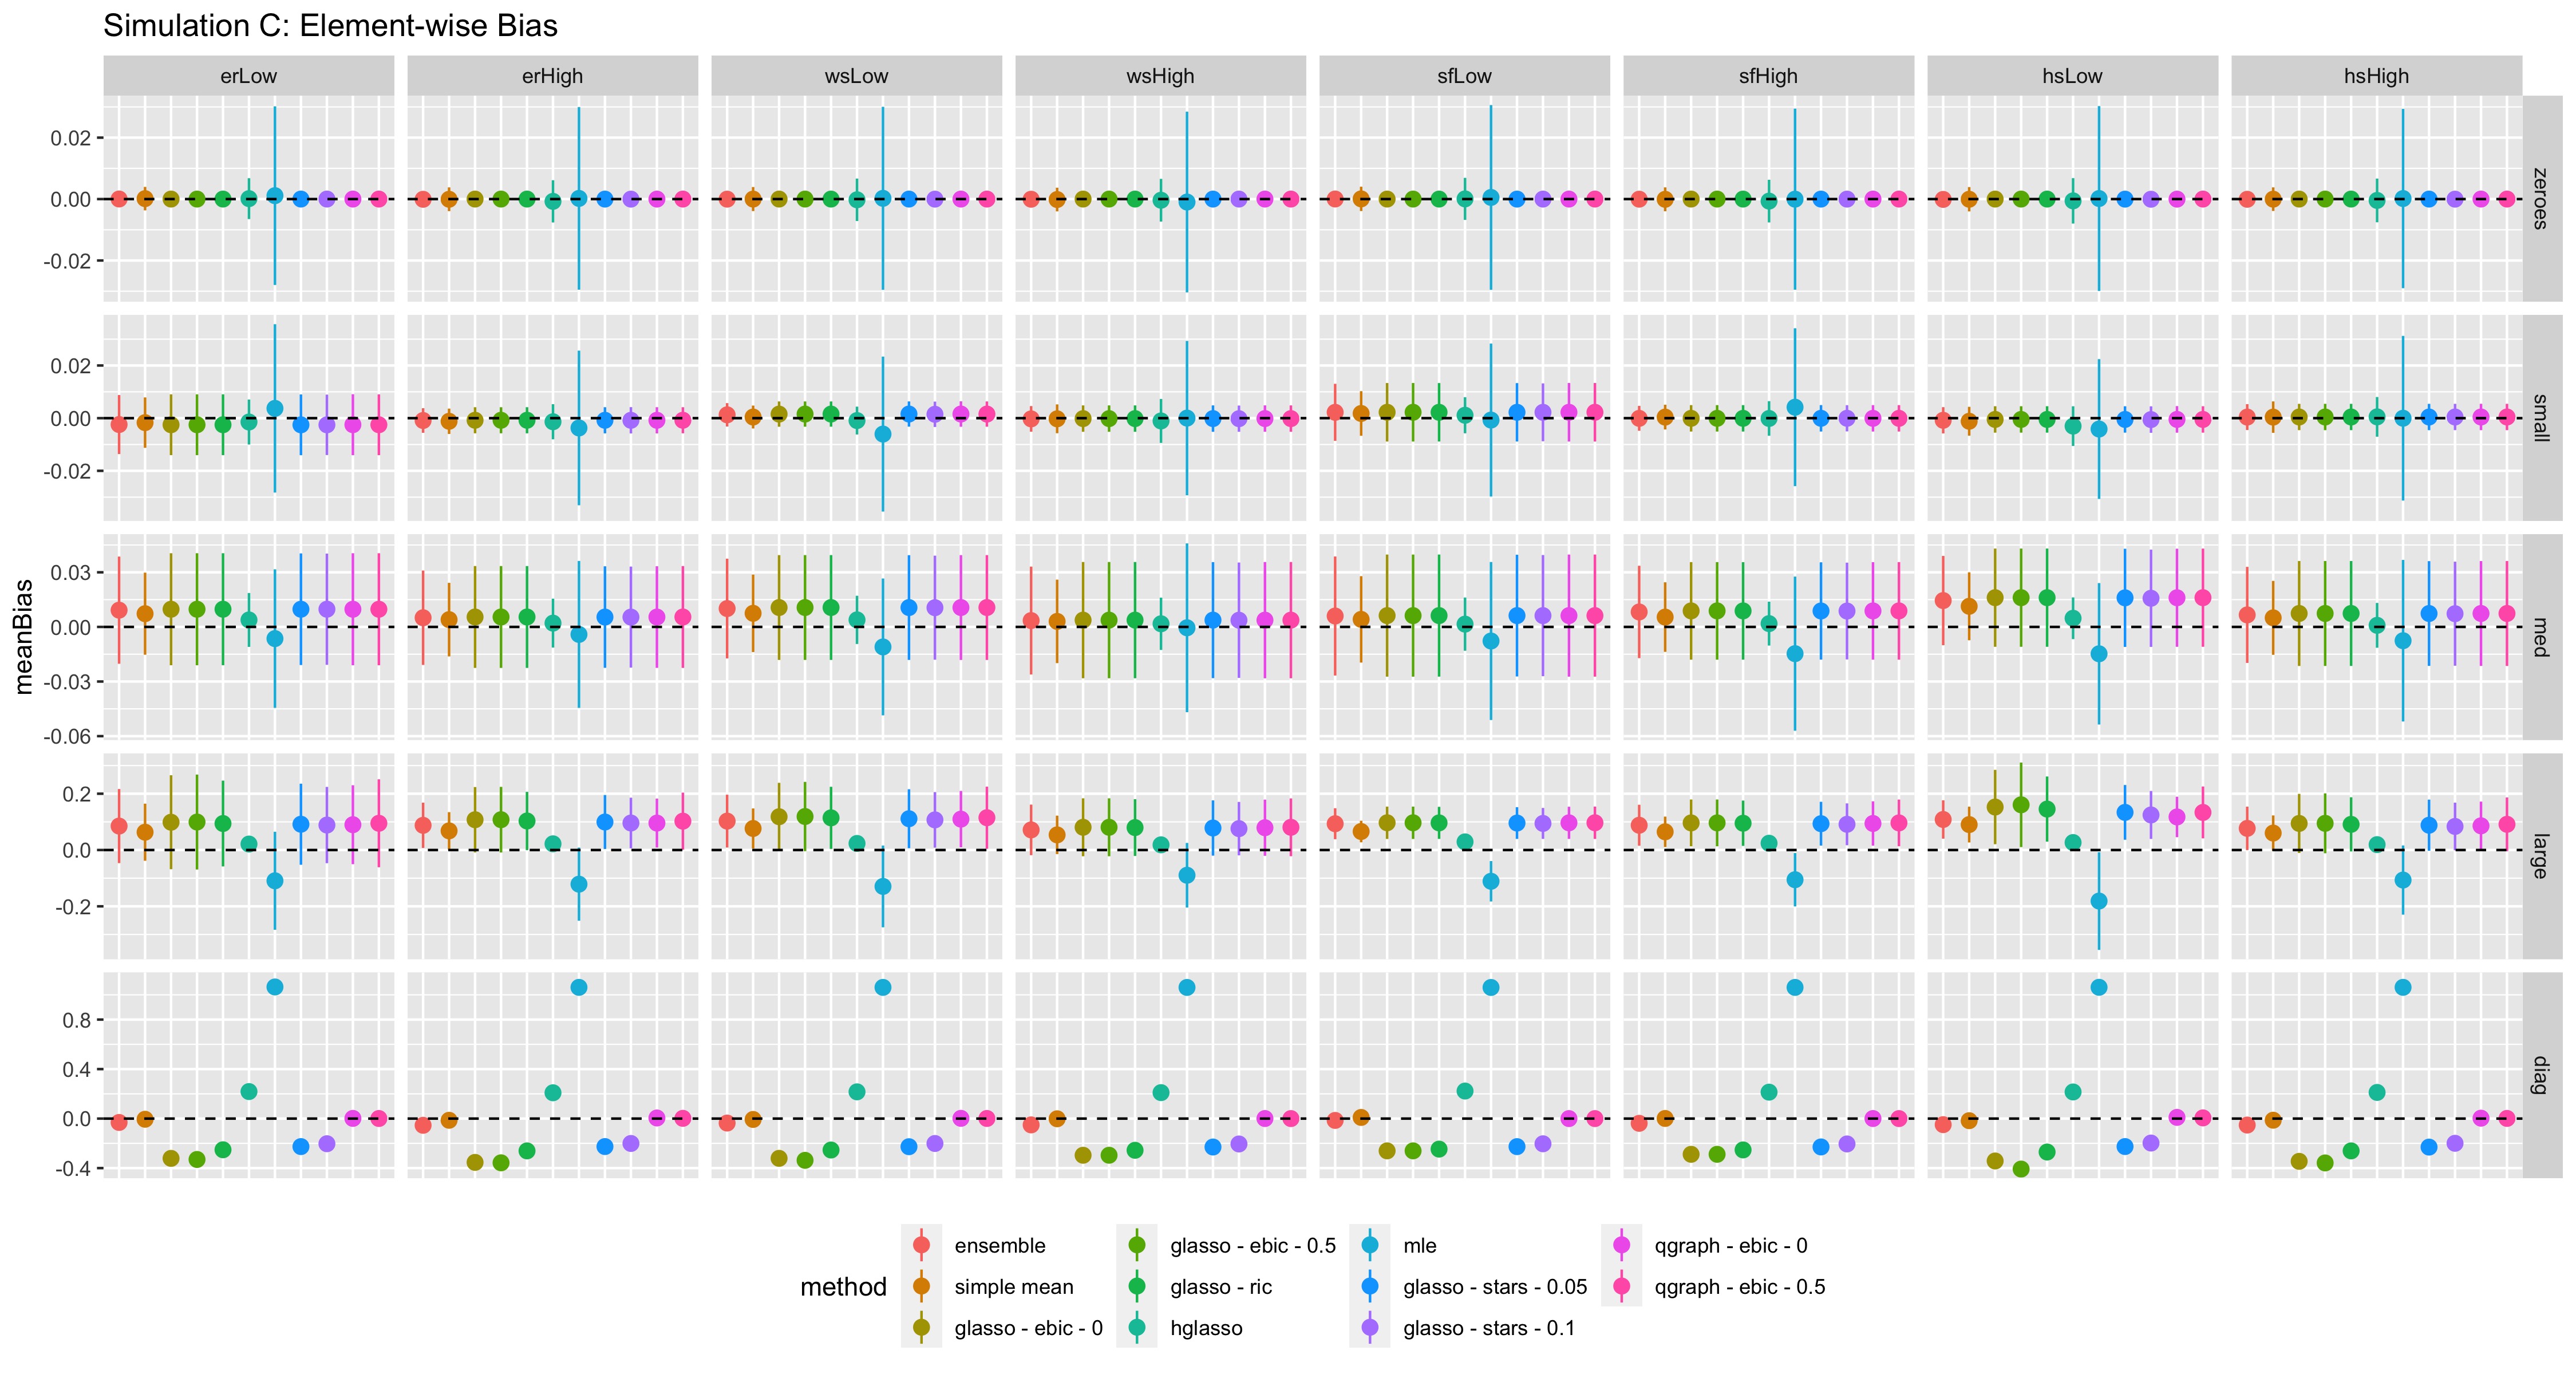 Simulation C: Element-wise Bias
erLow erHigh wsLow wsHigh sfLow sfHigh hsLow hsHigh
0.02
0.00
-0.02
zeroes
0.02
0.00
-0.02
small
0.03
0.00
-0.03
-0.06
med
0.2
0.0
-0.2
large
0.8
0.4
0.0
-0.4
diag
meanBias
method
ensemble
simple mean
glasso - ebic - 0
glasso - ebic - 0.5
glasso - ric
hglasso
mle
glasso - stars - 0.05
glasso - stars - 0.1
qgraph - ebic - 0
qgraph - ebic - 0.5